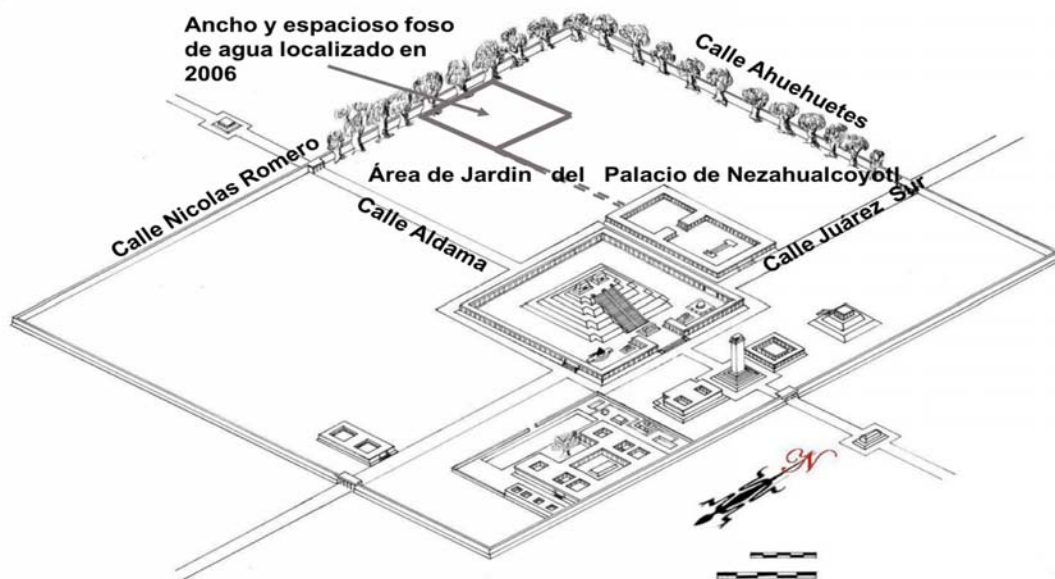 Ancho y espacioso foso
de agua localizado en
2006
Calle Ahuehuetes
Calle Nicolas Romero
Área de Jardin del Palacio de Nezahualcoyotl
Calle Aldama
Calle Juárez Sur
N